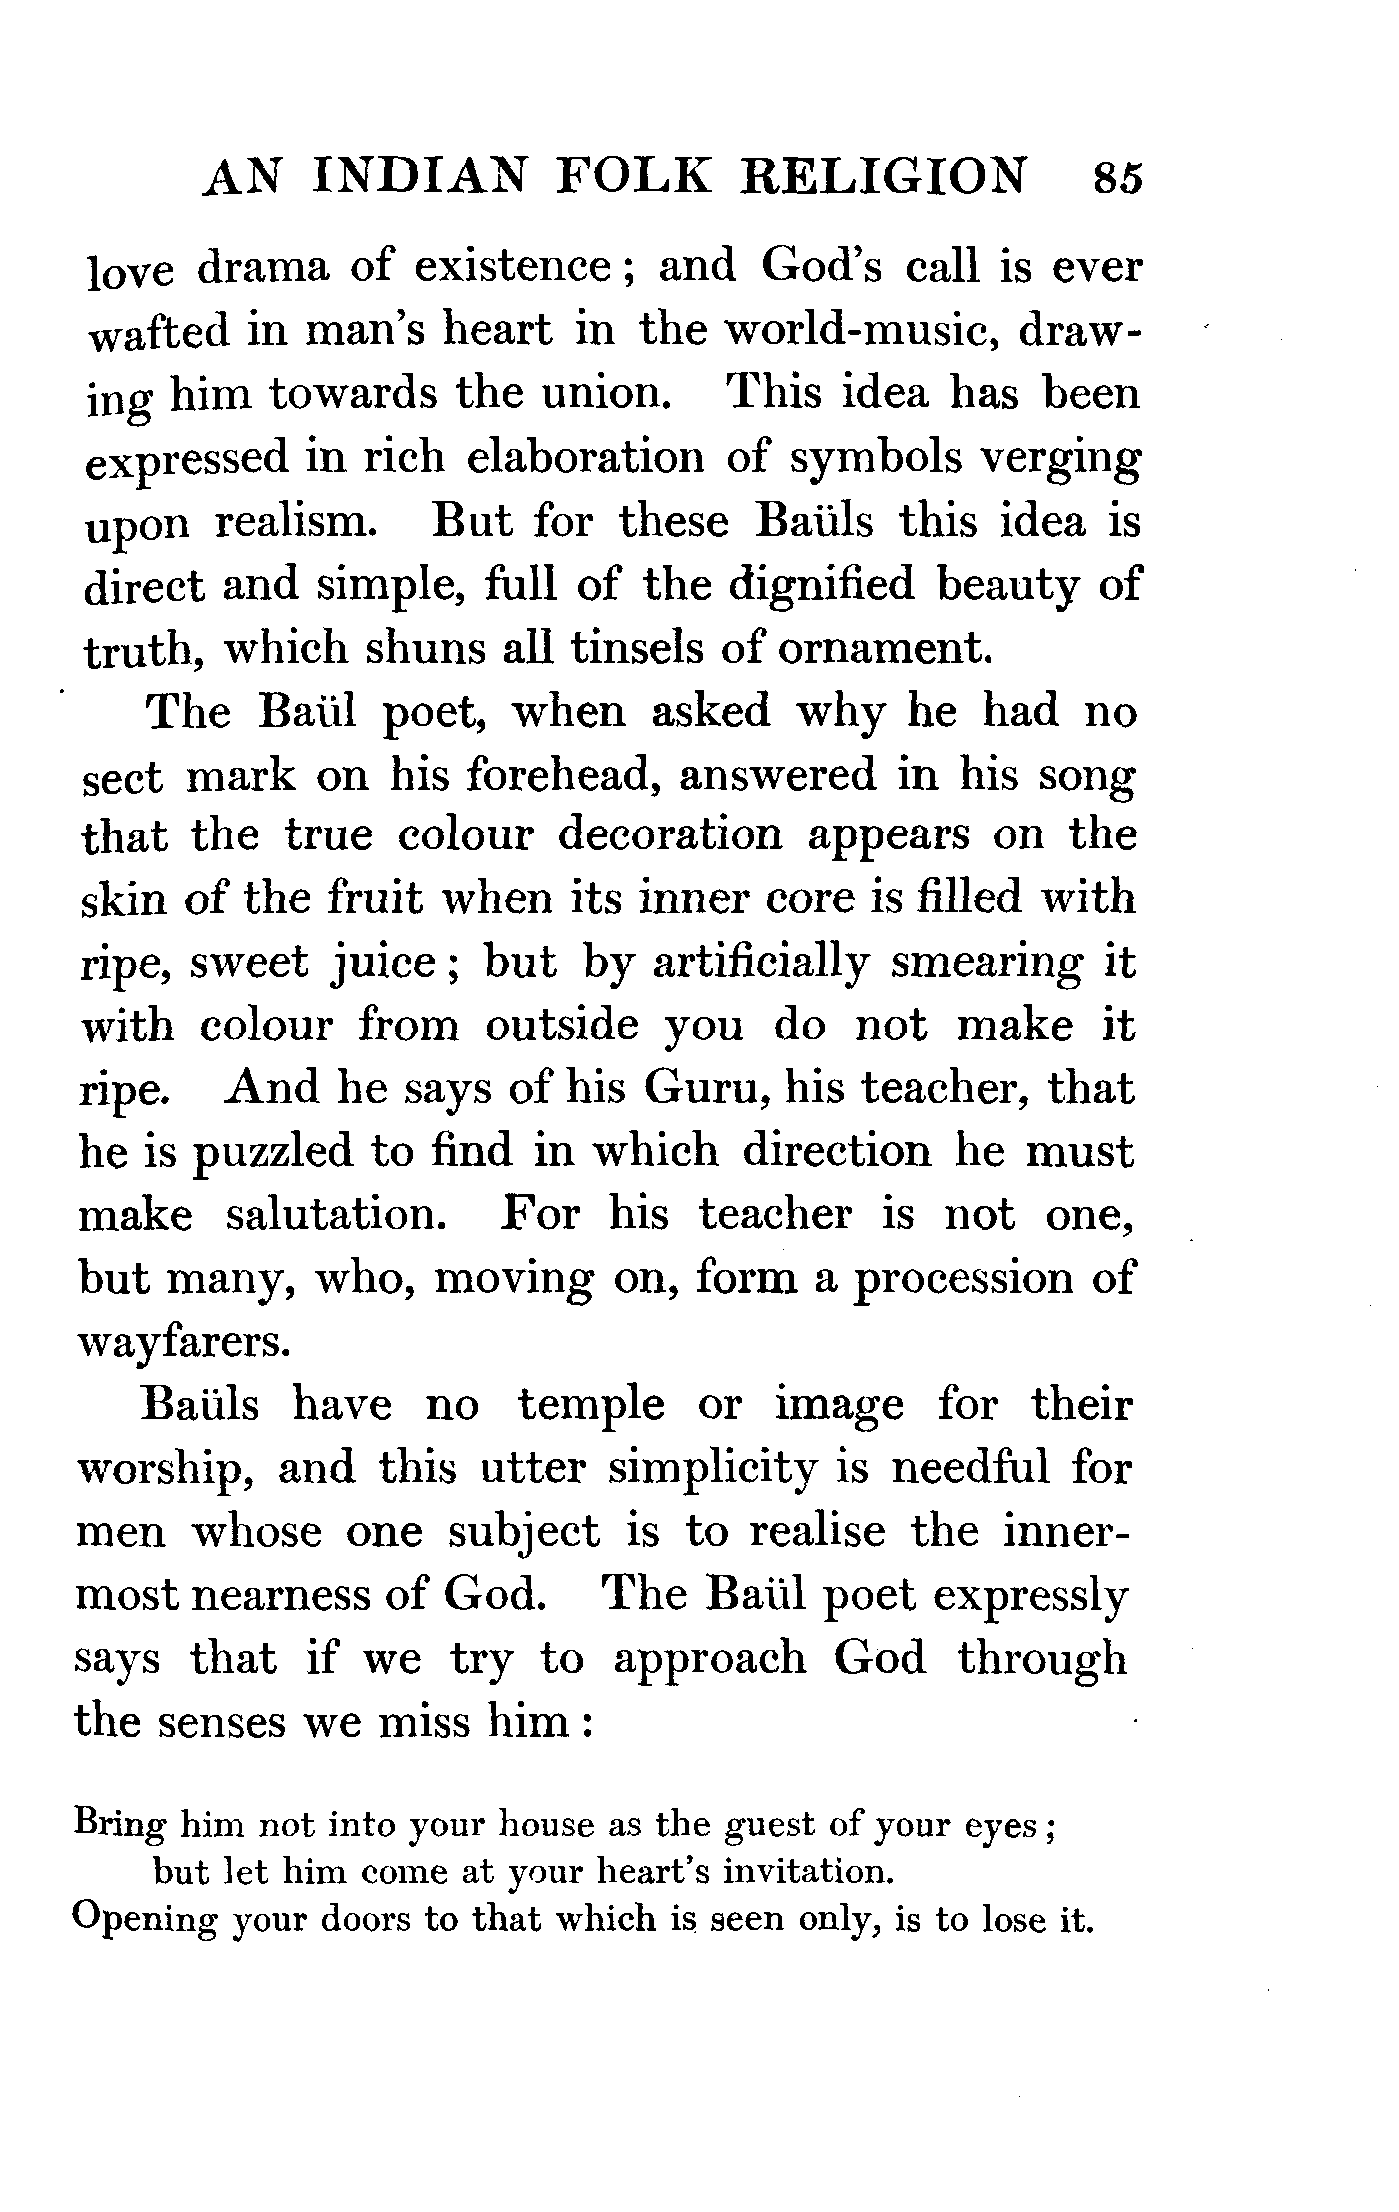 AN INDIAN FOLK RELIGION 85
love drama of existence ; and God's call is ever
wafted in man's heart in the world-music, draw-
ing him towards the union. This idea has been
expressed in rich elaboration of symbols verging
upon realism. But for these Baüls this idea is
direct and simple, full of the dignified beauty of
truth, which shuns all tinsels of ornament.
The Baül poet, when asked why he had no
sect mark on his forehead, answered in his song
that the true colour decoration appears on the
skin of the fruit when its inner core is filled with
ripe, sweet juice ; but by artificially smearing it
with colour from outside you do not make it
ripe. And he says of his Guru, his teacher, that
he is puzzled to find in which direction he must
make salutation. For his teacher is not one,
but many, who, moving on, form a procession of
wayfarers.
Baüls have no temple or image for their
worship, and this utter simplicity is needful for
men whose one subject is to realise the inner-
most nearness of God. The Baül poet expressly
says that if we try to approach God through
the senses we miss him :
Bring him not into your house as the guest of your eyes ;
but let him come at your heart's invitation.
Opening your doors to that which is seen only, is to lose it.